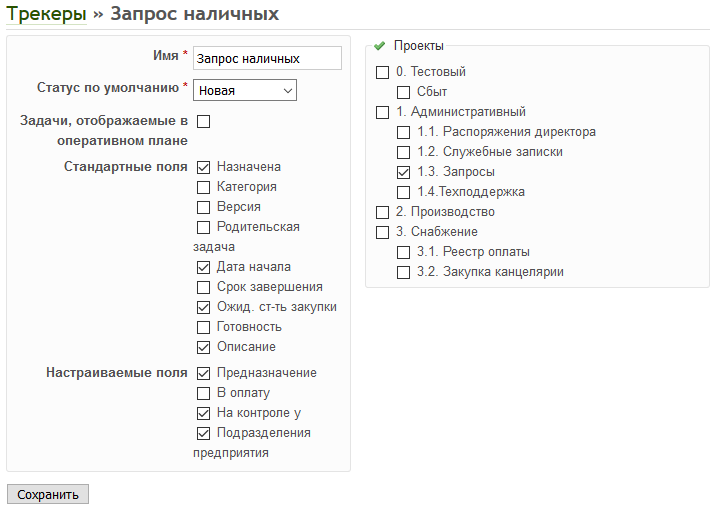 Трекеры » Запрос наличных
Имя *
Запрос наличных
Статус по умолчанию *
Новая
Задачи, отображаемые в
оперативном плане
Стандартные поля
Назначена
Категория
Версия
Родительская
задача
Дата начала
Срок завершения
Ожид. ст-ть закупки
Готовность
Описание
Настраиваемые поля
Предназначение
В оплату
На контроле у
Подразделения
предприятия
Сохранить
Проекты
0. Тестовый
Сбыт
1. Административный
1.1. Распоряжения директора
1.2. Служебные записки
1.3. Запросы
1.4.Техподдержка
2. Производство
3. Снабжение
3.1. Реестр оплаты
3.2. Закупка канцелярии